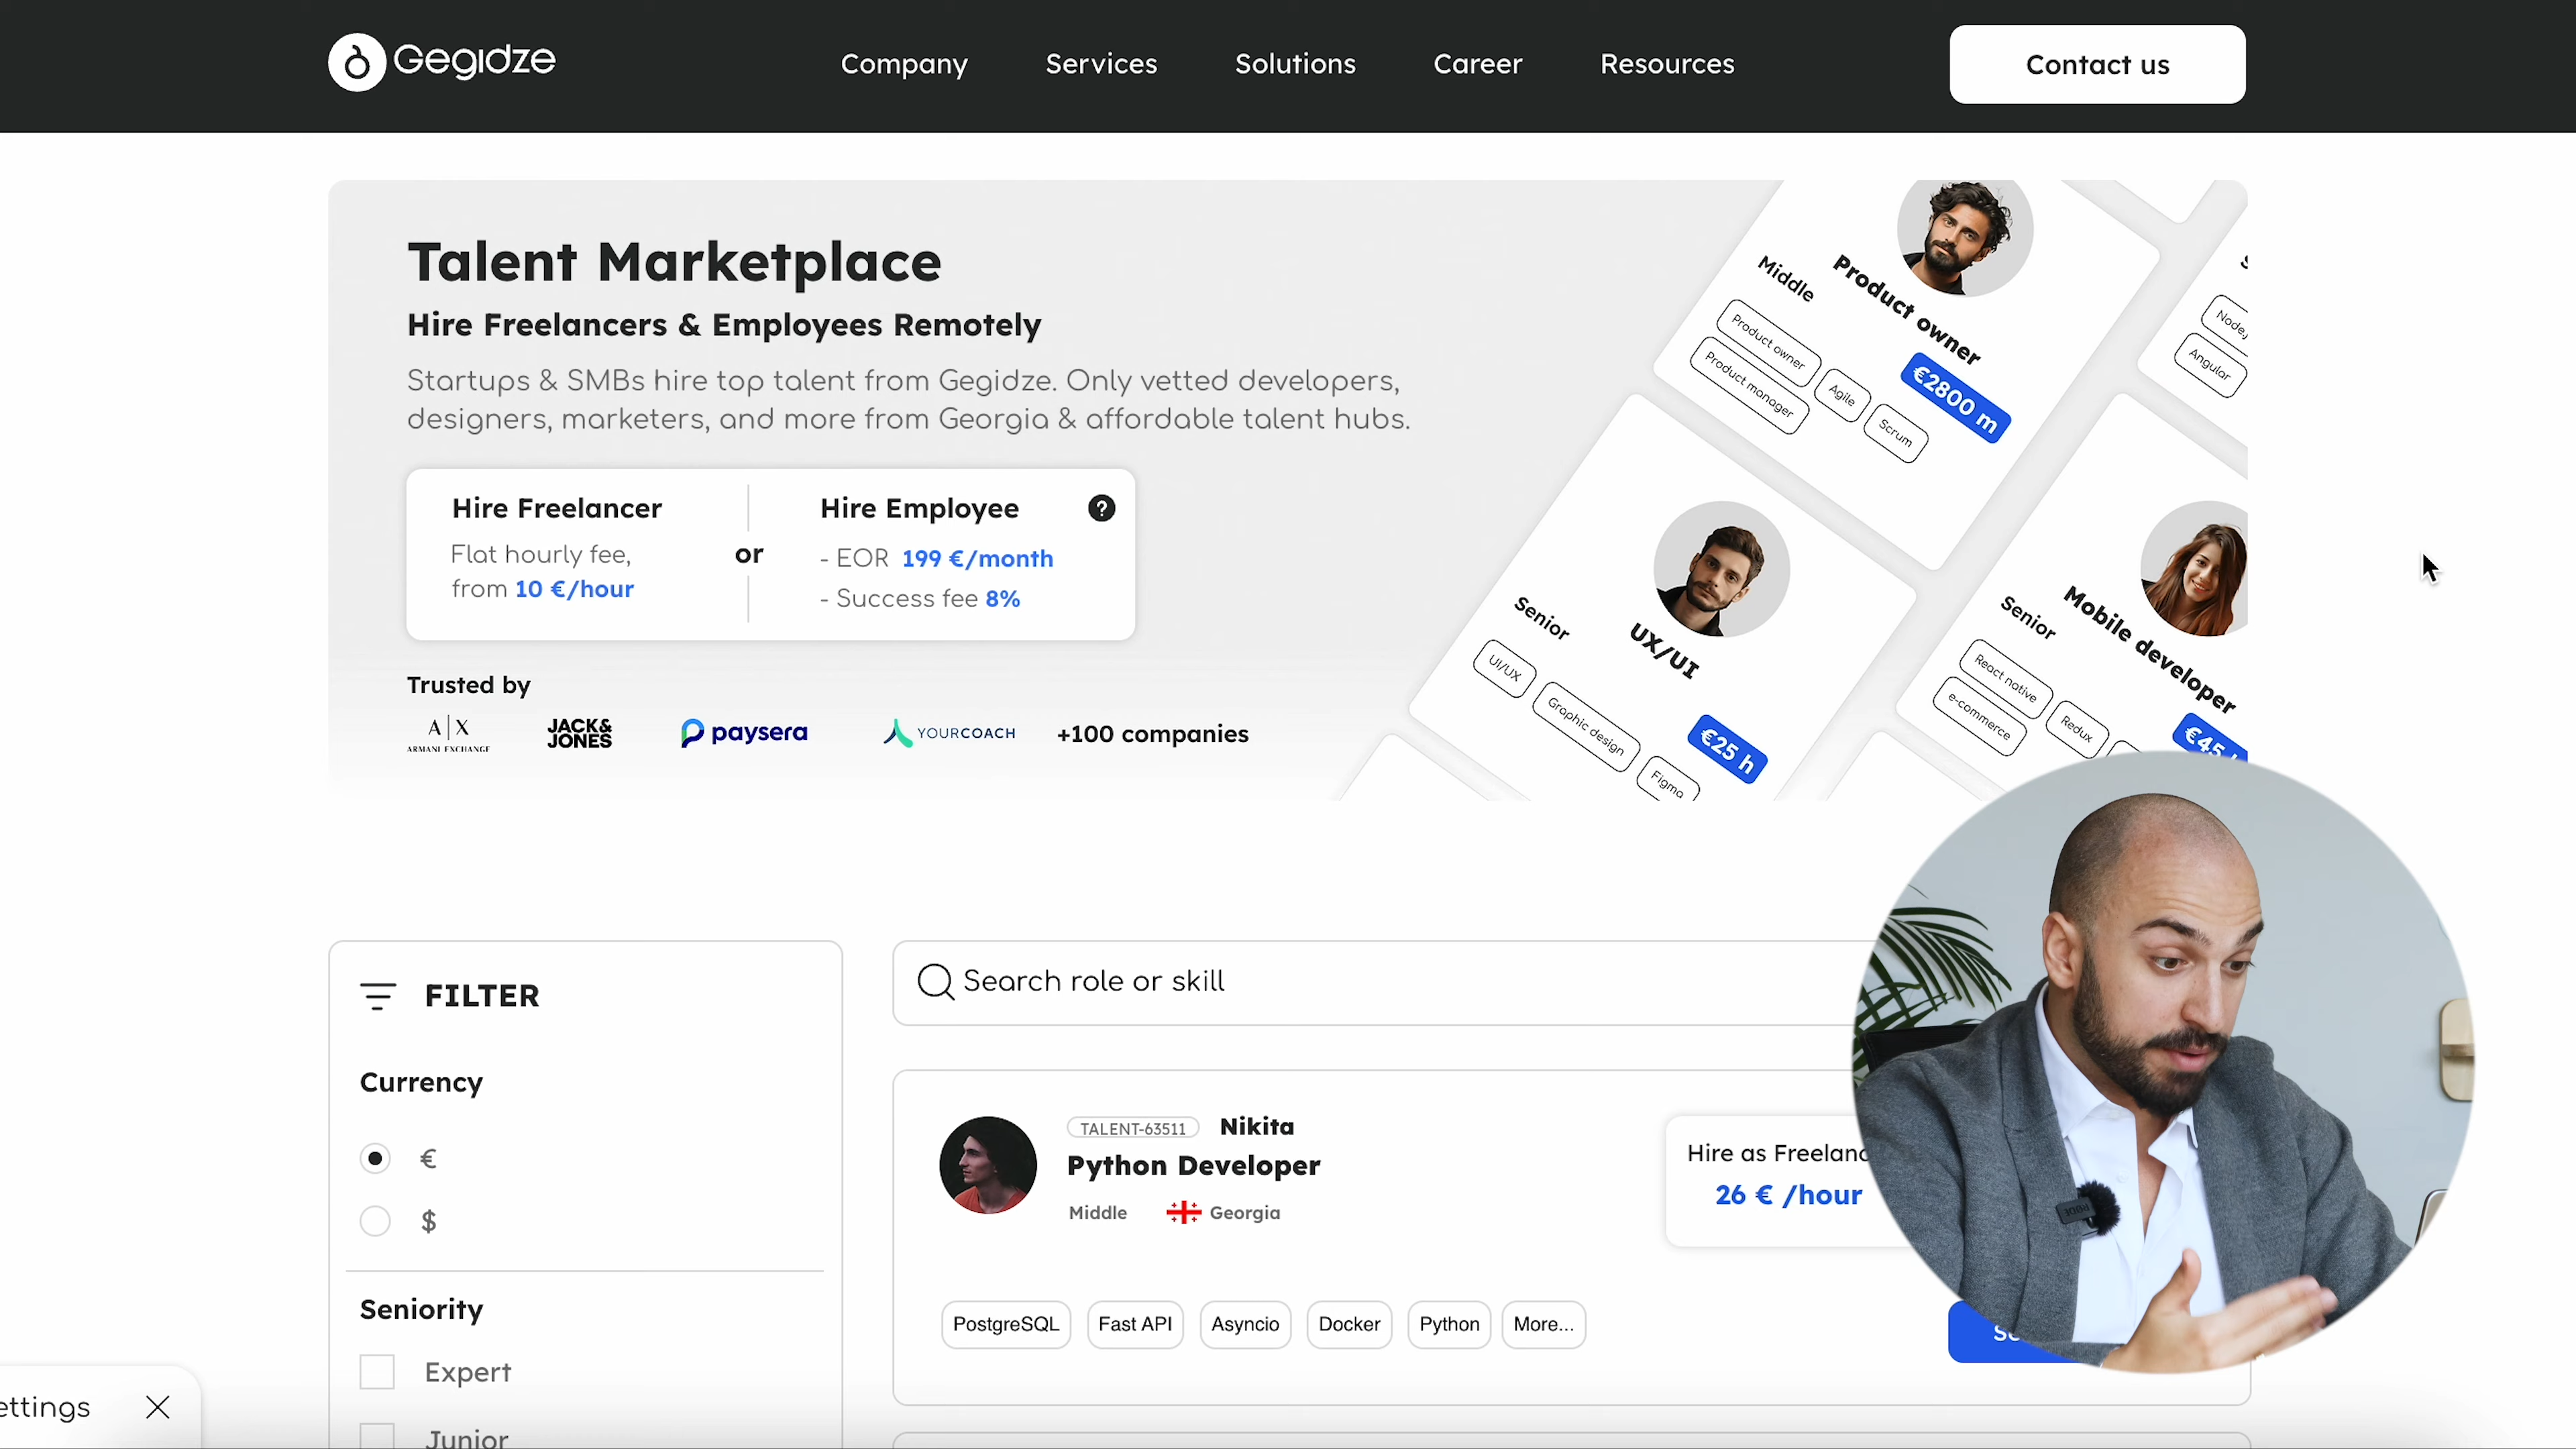 Gegidze
Company
Services
Solutions
Career
Resources
Contact us
Talent Marketplace
Hire Freelancers & Employees Remotely
Startups & SMBs hire top talent from Gegidze. Only vetted developers,
designers, marketers, and more from Georgia & affordable talent hubs.
Hire Freelancer
Flat hourly fee,
from 10 €/hour
or
Hire Employee
?
- EOR 199 €/month
- Success fee 8%
Trusted by
A|X
ARMANI EXCHANGE
JACK&
JONES
paysera
YOURCOACH
+100 companies
Middle
Product owner
Product owner
Product manager
Agile
Scrum
€2800 m
Angular
Senior
UX/UI
UI/UX
Graphic design
Figma
€25 h
Senior
Mobile developer
React native
e-commerce
Redux
€45
FILTER
Currency
€
$
Seniority
Expert
Junior
Search role or skill
TALENT-63511 Nikita
Python Developer
Middle
Georgia
Hire as
26 € /hour
PostgreSQL
Fast API
Asyncio
Docker
Python
More...